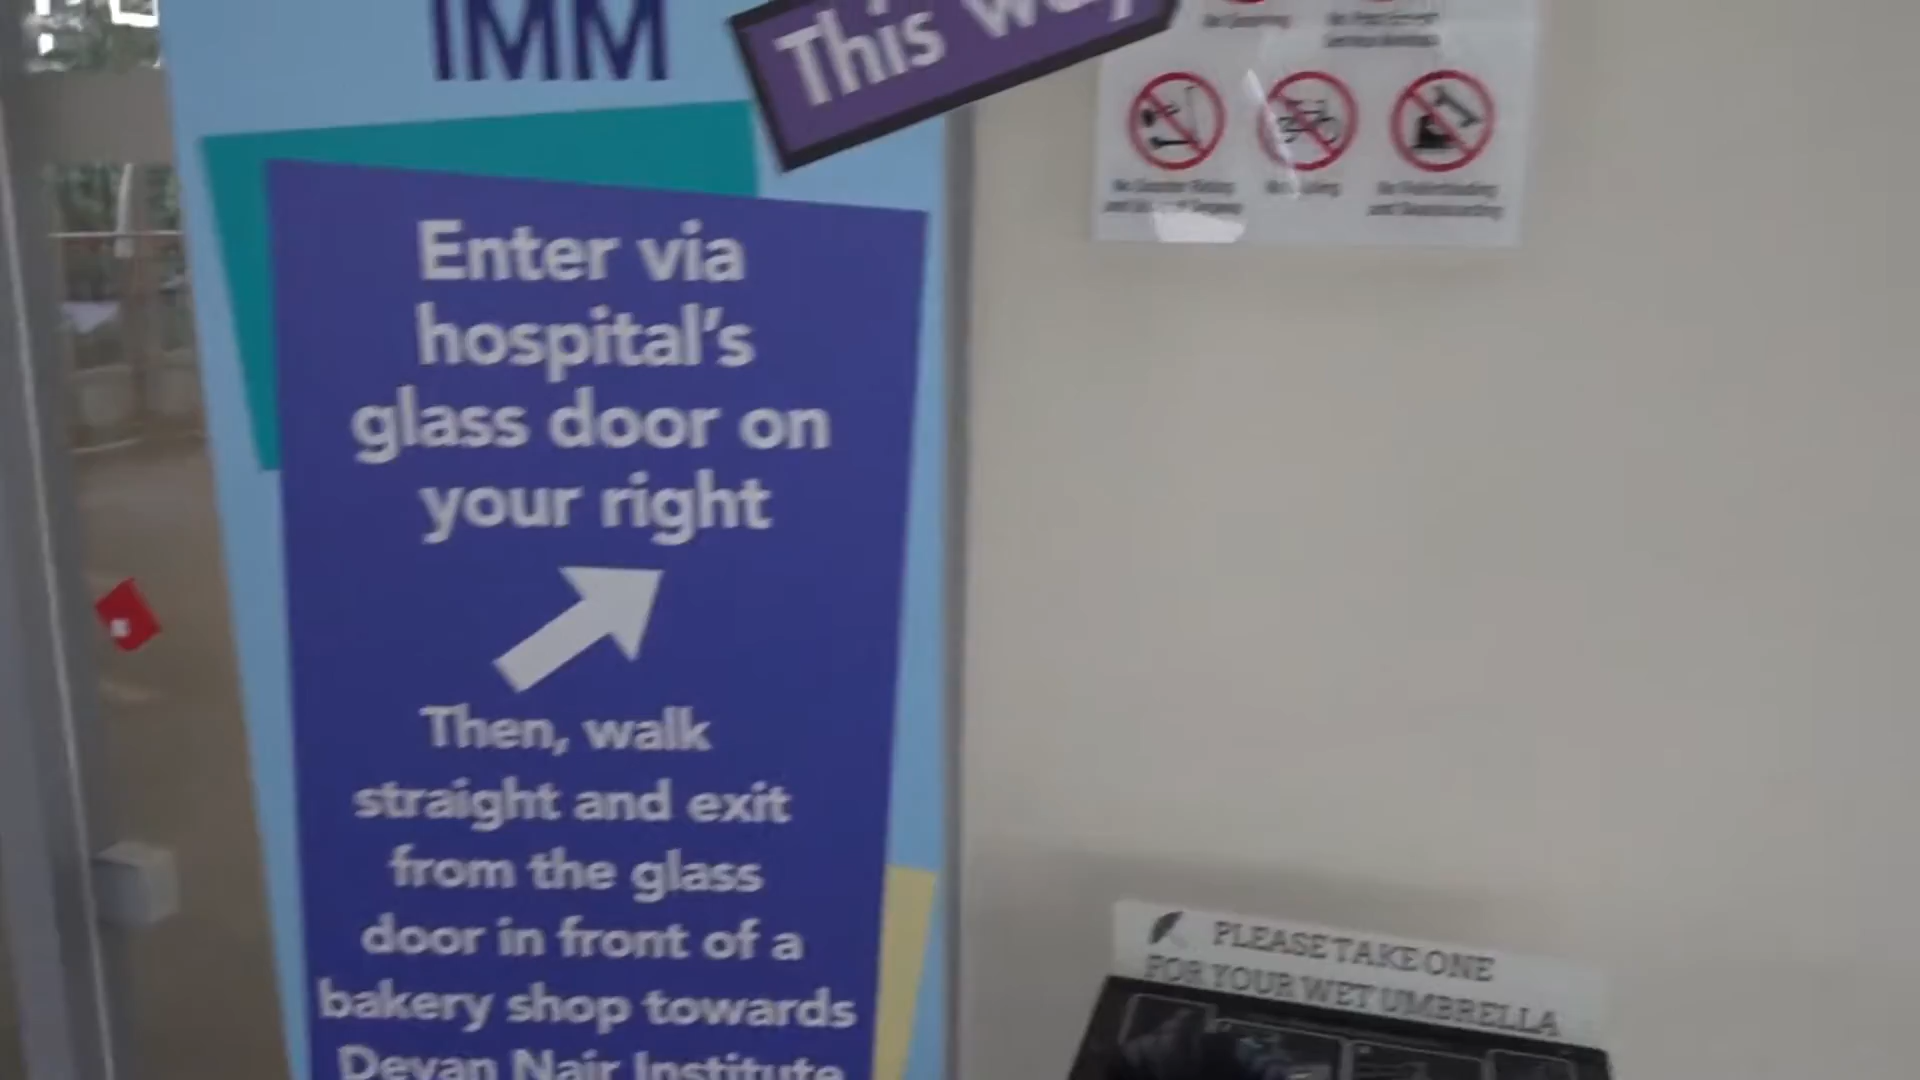 IMM
This way
Enter via
hospital's
glass door on
your right
Then, walk
straight and exit
from the glass
door in front of a
bakery shop towards
Devan Nair Institute
PLEASE TAKE ONE
FOR YOUR WET UMBRELLA